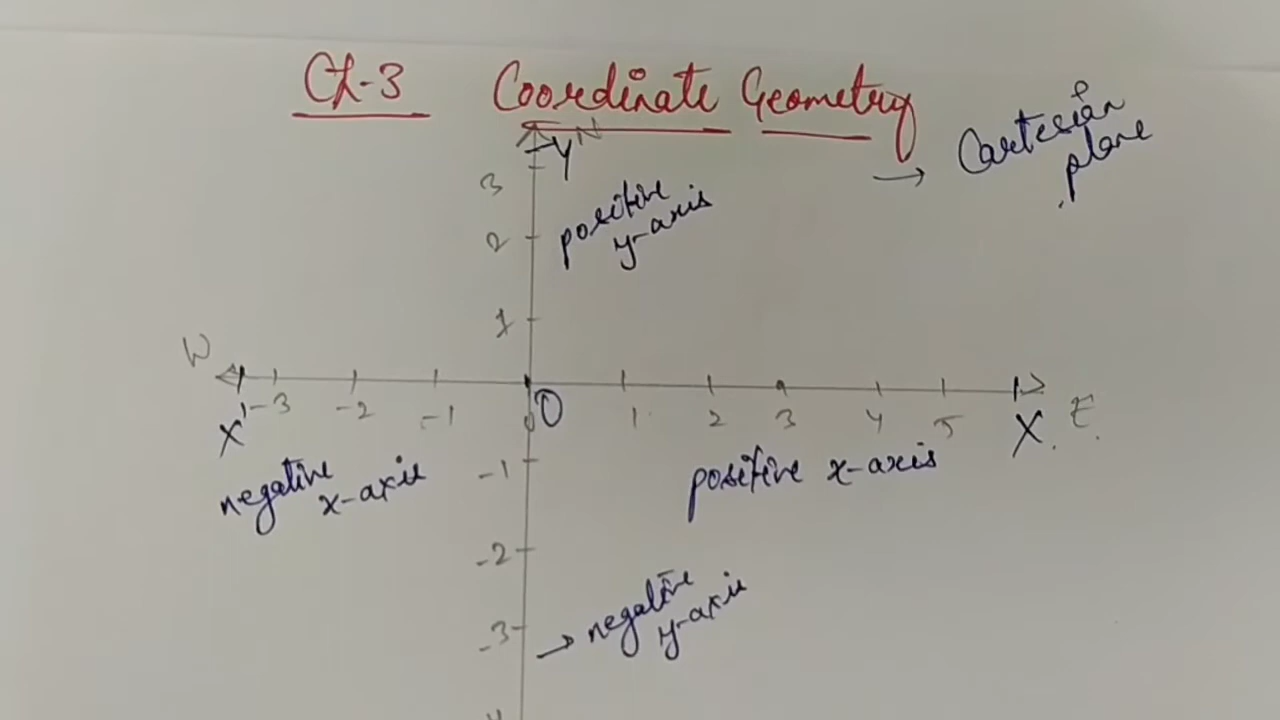 Ch-3 Coordinate Geometry
N
y
Cartesian
plane
3
positive
y-axis
2
1
W
-3 -2 -1 O 1 2 3 4 5
X' X E
negative
x-axis
positive x-axis
-1
-2
negative
y-axis
-3